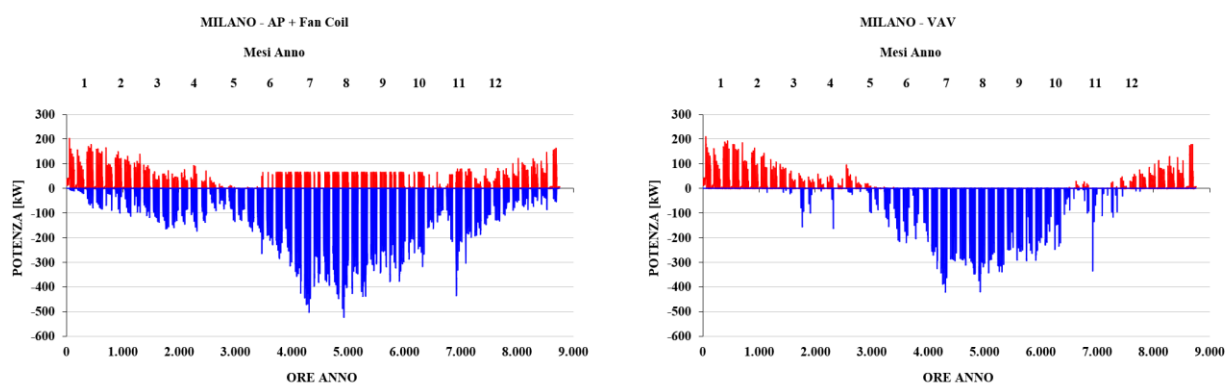 MILANO - AP + Fan Coil
Mesi Anno
1 2 3 4 5 6 7 8 9 10 11 12
300
200
100
0
-100
-200
-300
-400
-500
-600
POTENZA [kW]
0 1.000 2.000 3.000 4.000 5.000 6.000 7.000 8.000 9.000
ORE ANNO
MILANO - VAV
Mesi Anno
1 2 3 4 5 6 7 8 9 10 11 12
300
200
100
0
-100
-200
-300
-400
-500
-600
POTENZA [kW]
0 1.000 2.000 3.000 4.000 5.000 6.000 7.000 8.000 9.000
ORE ANNO